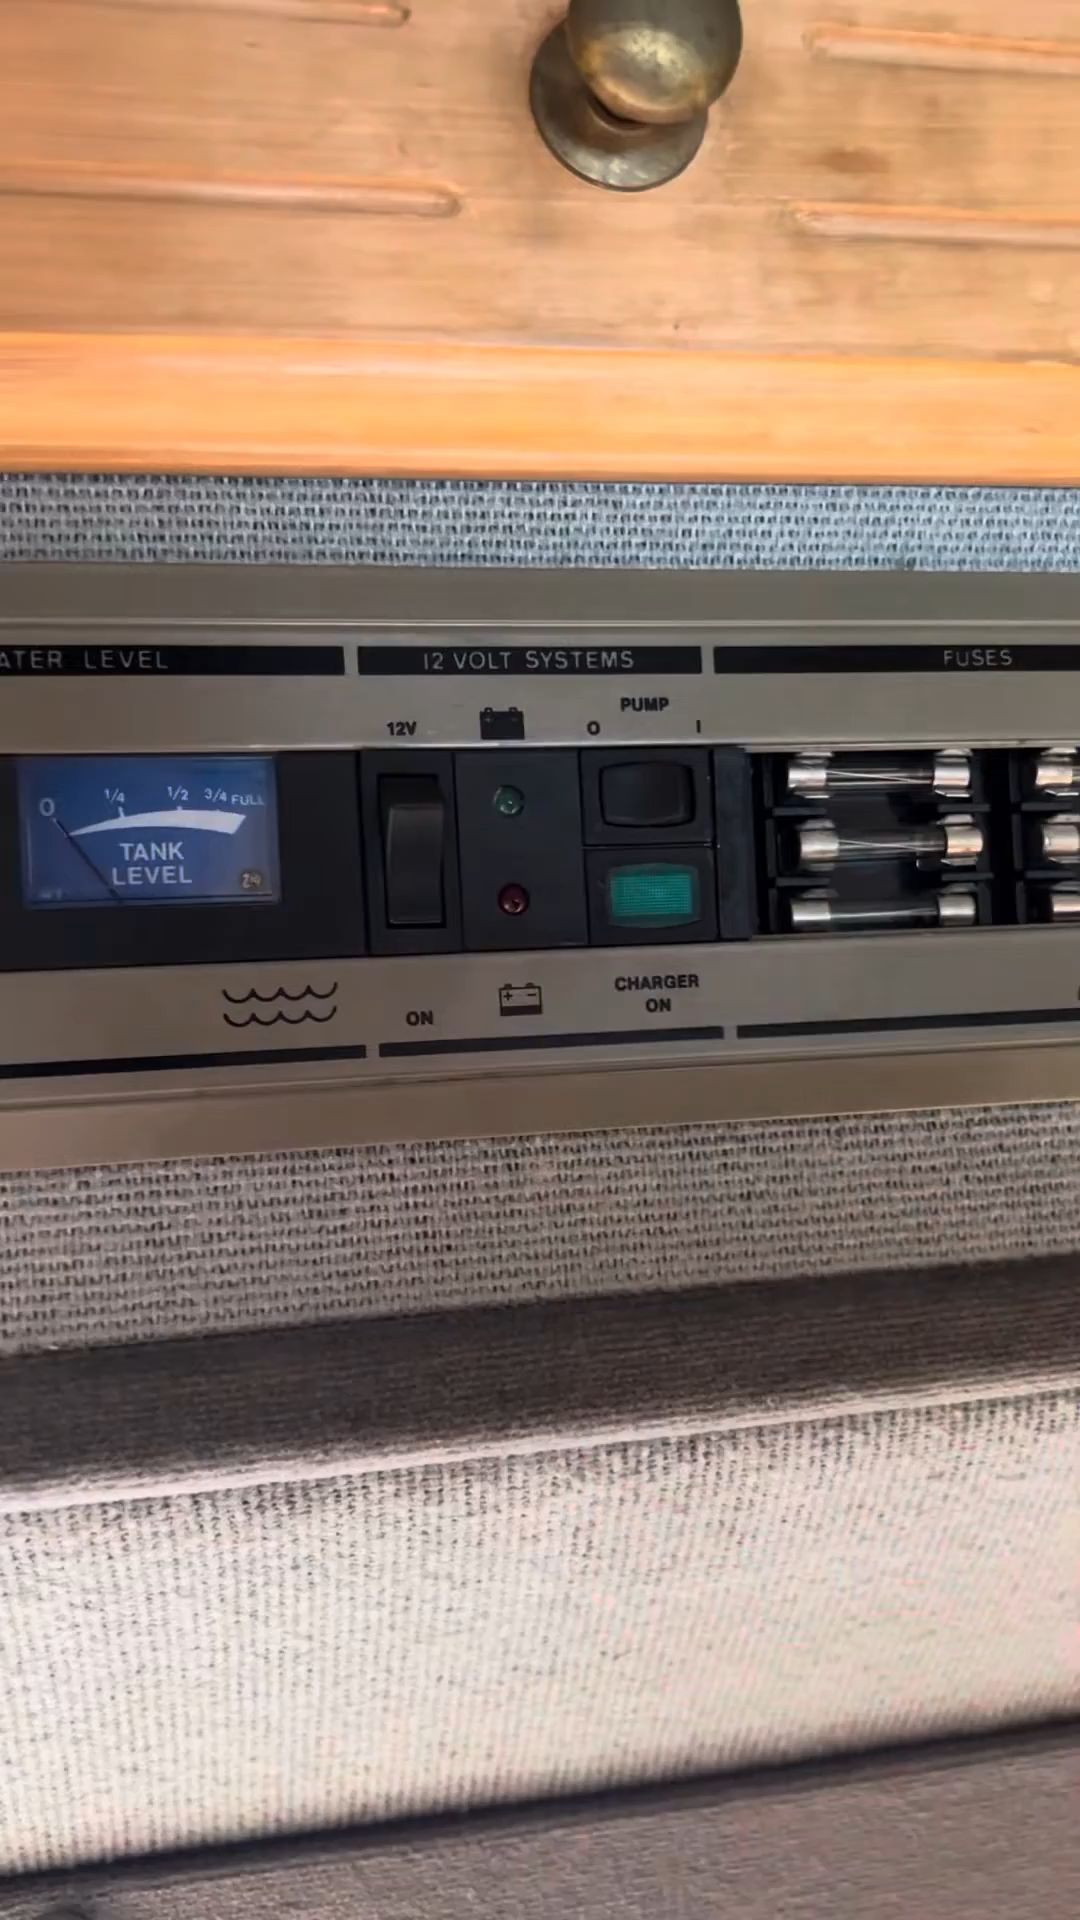 ATER LEVEL
12 VOLT SYSTEMS
FUSES
12V
PUMP
O I
0 1/4 1/2 3/4 FULL
TANK
LEVEL
+ -
ON
CHARGER
ON